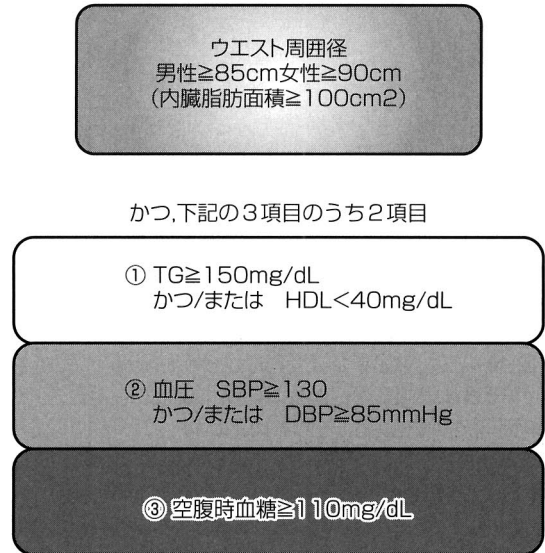 ウエスト周囲径
男性≧85cm女性≧90cm
(内臓脂肪面積≧100cm2)
かつ,下記の3項目のうち2項目
① TG≧150mg/dL
かつ/または HDL<40mg/dL
② 血圧 SBP≧130
かつ/または DBP≧85mmHg
③ 空腹時血糖≧110mg/dL